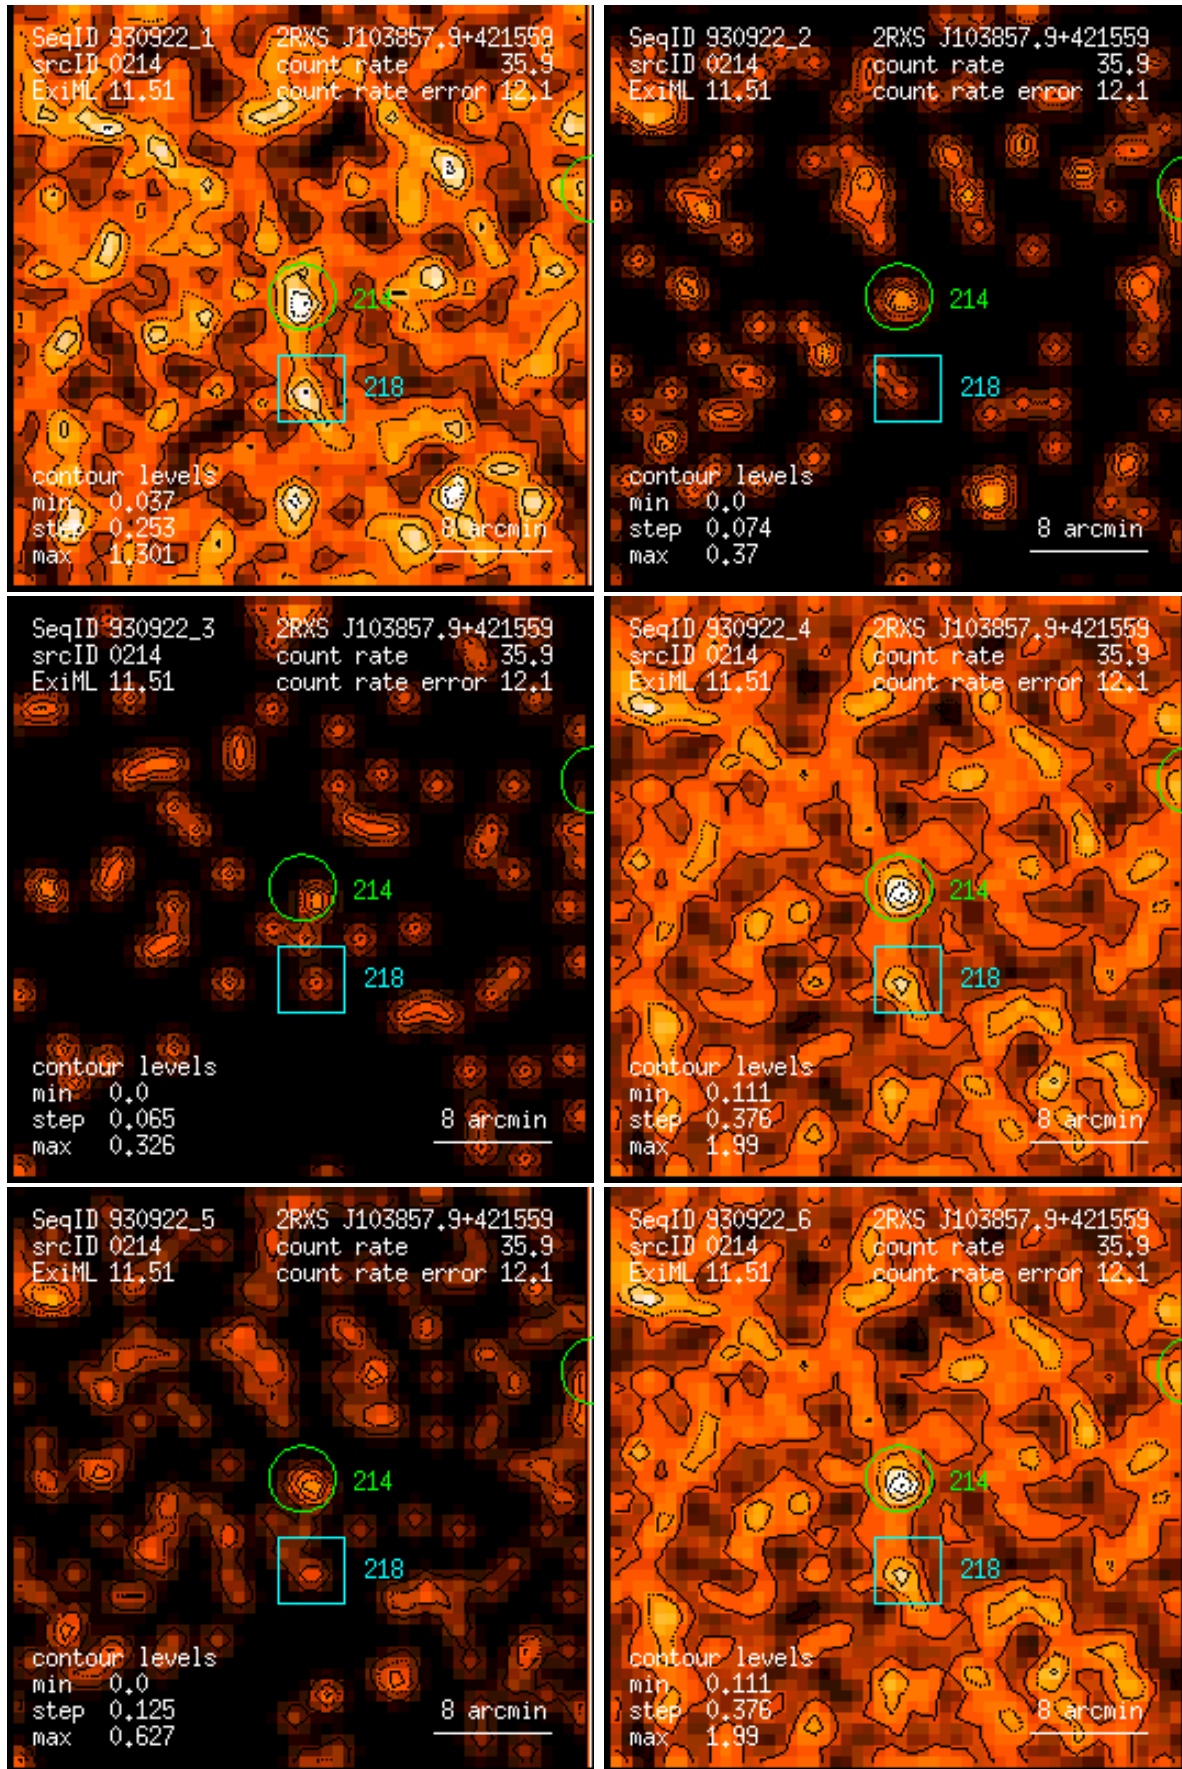 SeqID 930922_1 2RXS J103857.9+421559
srcID 0214 count rate 35.9
ExiML 11.51 count rate error 12.1
214
218
contour levels
min 0.037
step 0.253
max 1.301
8 arcmin
SeqID 930922_2 2RXS J103857.9+421559
srcID 0214 count rate 35.9
ExiML 11.51 count rate error 12.1
214
218
contour levels
min 0.0
step 0.074
max 0.37
8 arcmin
SeqID 930922_3 2RXS J103857.9+421559
srcID 0214 count rate 35.9
ExiML 11.51 count rate error 12.1
214
218
contour levels
min 0.0
step 0.065
max 0.326
8 arcmin
SeqID 930922_4 2RXS J103857.9+421559
srcID 0214 count rate 35.9
ExiML 11.51 count rate error 12.1
214
218
contour levels
min 0.111
step 0.376
max 1.99
8 arcmin
SeqID 930922_5 2RXS J103857.9+421559
srcID 0214 count rate 35.9
ExiML 11.51 count rate error 12.1
214
218
contour levels
min 0.0
step 0.125
max 0.627
8 arcmin
SeqID 930922_6 2RXS J103857.9+421559
srcID 0214 count rate 35.9
ExiML 11.51 count rate error 12.1
214
218
contour levels
min 0.111
step 0.376
max 1.99
8 arcmin